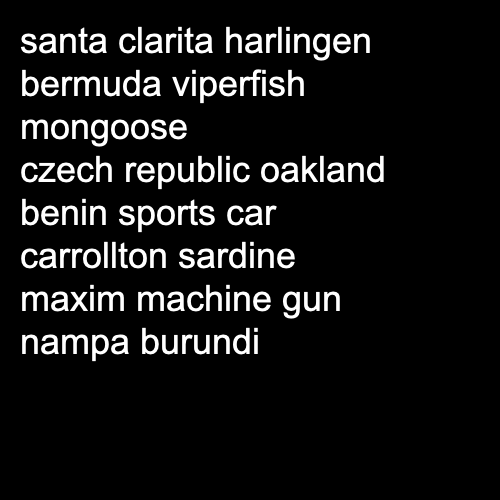 santa clarita harlingen
bermuda viperfish
mongoose
czech republic oakland
benin sports car
carrollton sardine
maxim machine gun
nampa burundi